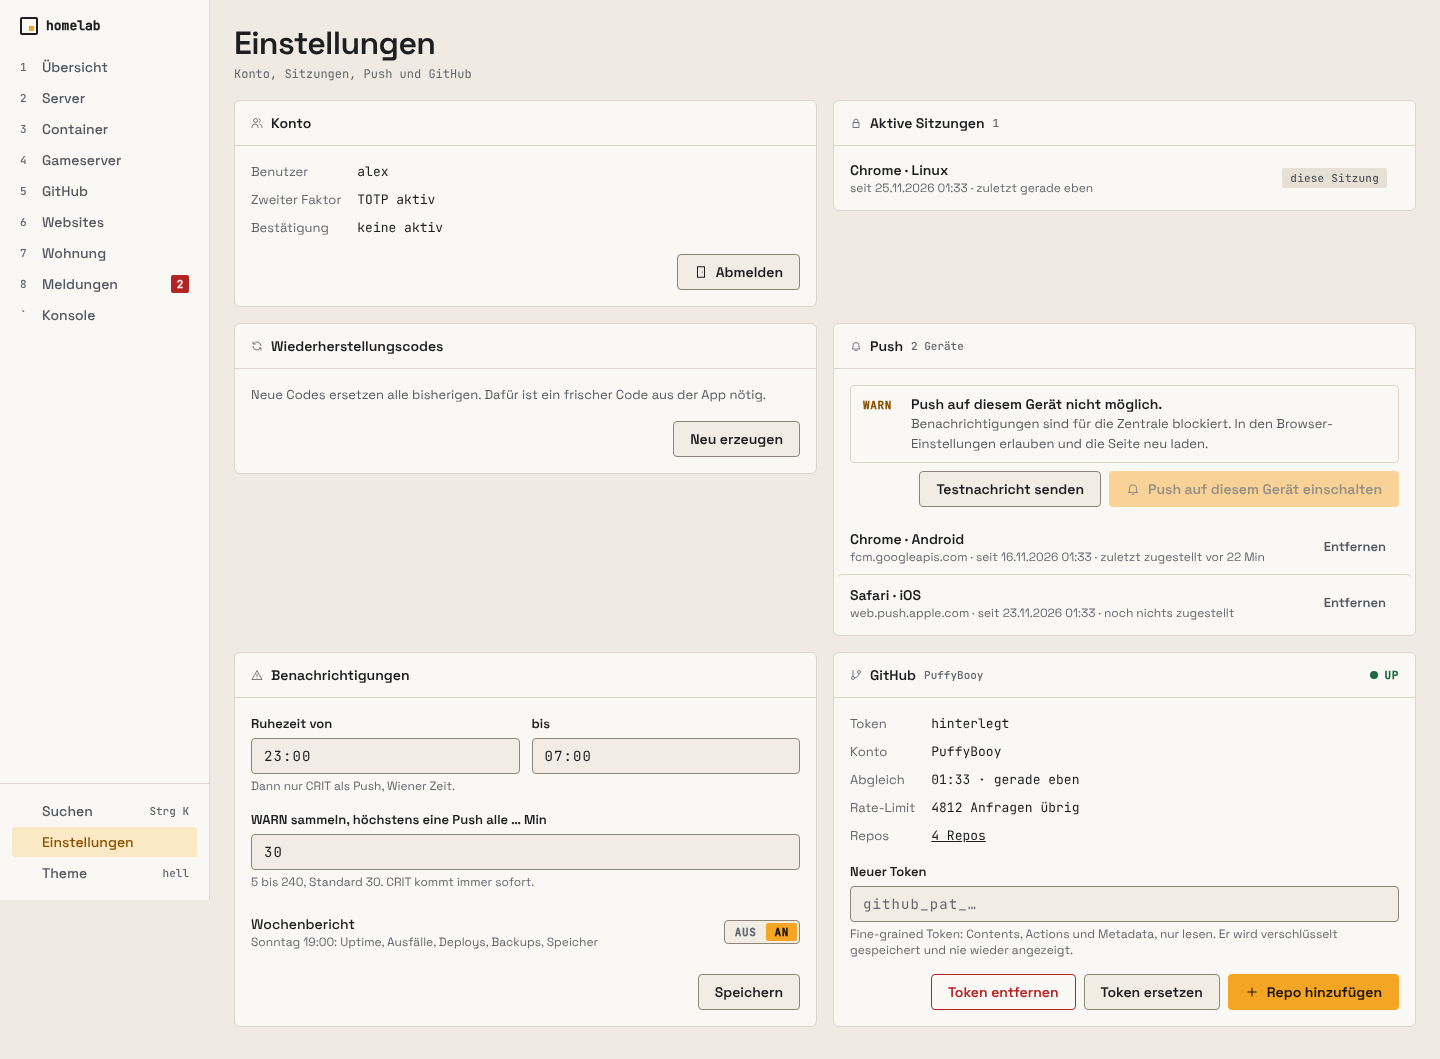 homelab
1 Übersicht
2 Server
3 Container
4 Gameserver
5 GitHub
6 Websites
7 Wohnung
8 Meldungen 2
` Konsole
Suchen Strg K
Einstellungen
Theme hell
Einstellungen
Konto, Sitzungen, Push und GitHub
Konto
Benutzer alex
Zweiter Faktor TOTP aktiv
Bestätigung keine aktiv
Abmelden
Aktive Sitzungen 1
Chrome · Linux
seit 25.11.2026 01:33 · zuletzt gerade eben
diese Sitzung
Wiederherstellungscodes
Neue Codes ersetzen alle bisherigen. Dafür ist ein frischer Code aus der App nötig.
Neu erzeugen
Push 2 Geräte
WARN Push auf diesem Gerät nicht möglich.
Benachrichtigungen sind für die Zentrale blockiert. In den Browser-
Einstellungen erlauben und die Seite neu laden.
Testnachricht senden Push auf diesem Gerät einschalten
Chrome · Android
fcm.googleapis.com · seit 16.11.2026 01:33 · zuletzt zugestellt vor 22 Min
Entfernen
Safari · iOS
web.push.apple.com · seit 23.11.2026 01:33 · noch nichts zugestellt
Entfernen
Benachrichtigungen
Ruhezeit von bis
23:00 07:00
Dann nur CRIT als Push, Wiener Zeit.
WARN sammeln, höchstens eine Push alle … Min
30
5 bis 240, Standard 30. CRIT kommt immer sofort.
Wochenbericht
Sonntag 19:00: Uptime, Ausfälle, Deploys, Backups, Speicher
AUS AN
Speichern
GitHub PuffyBooy UP
Token hinterlegt
Konto PuffyBooy
Abgleich 01:33 · gerade eben
Rate-Limit 4812 Anfragen übrig
Repos 4 Repos
Neuer Token
github_pat_…
Fine-grained Token: Contents, Actions und Metadata, nur lesen. Er wird verschlüsselt
gespeichert und nie wieder angezeigt.
Token entfernen Token ersetzen Repo hinzufügen